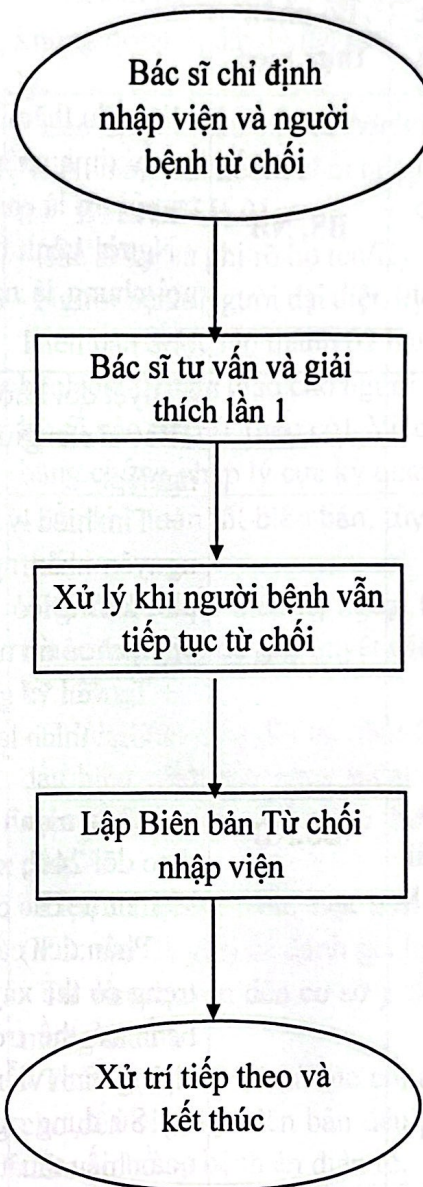 Bác sĩ chỉ định
nhập viện và người
bệnh từ chối
Bác sĩ tư vấn và giải
thích lần 1
Xử lý khi người bệnh vẫn
tiếp tục từ chối
Lập Biên bản Từ chối
nhập viện
Xử trí tiếp theo và
kết thúc